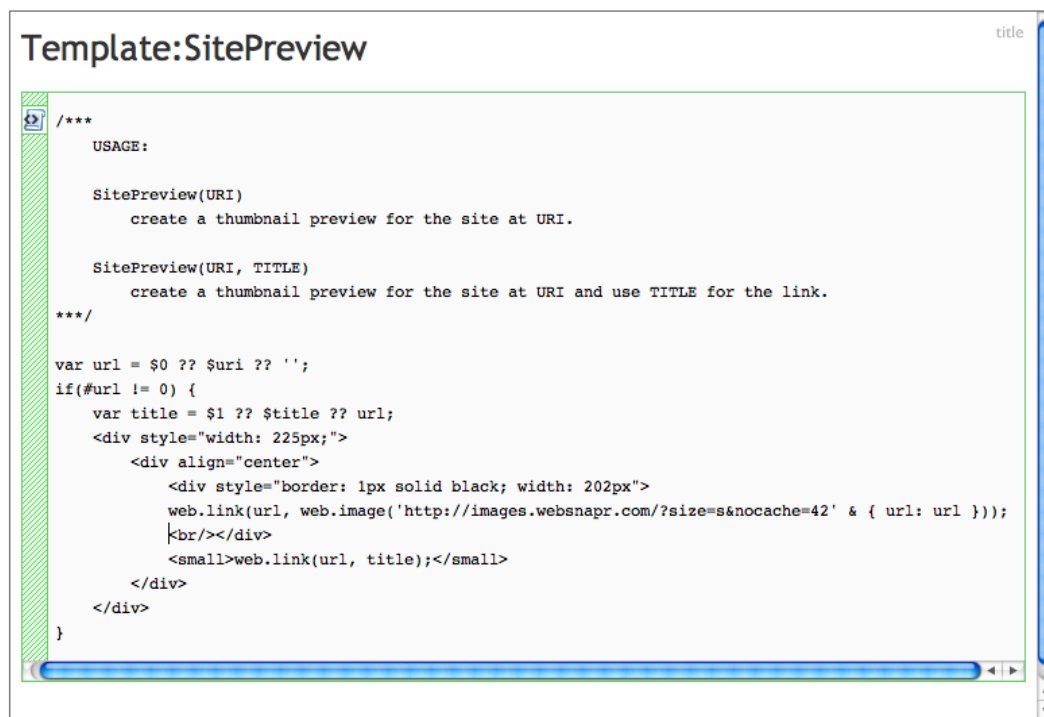 title
Template:SitePreview
/***
USAGE:
SitePreview(URI)
create a thumbnail preview for the site at URI.
SitePreview(URI, TITLE)
create a thumbnail preview for the site at URI and use TITLE for the link.
***/
var url = $0 ?? $uri ?? '';
if(#url != 0) {
var title = $1 ?? $title ?? url;
<div style="width: 225px;">
<div align="center">
<div style="border: 1px solid black; width: 202px">
web.link(url, web.image('http://images.websnapr.com/?size=s&nocache=42' & { url: url }));
<br/></div>
<small>web.link(url, title);</small>
</div>
</div>
}